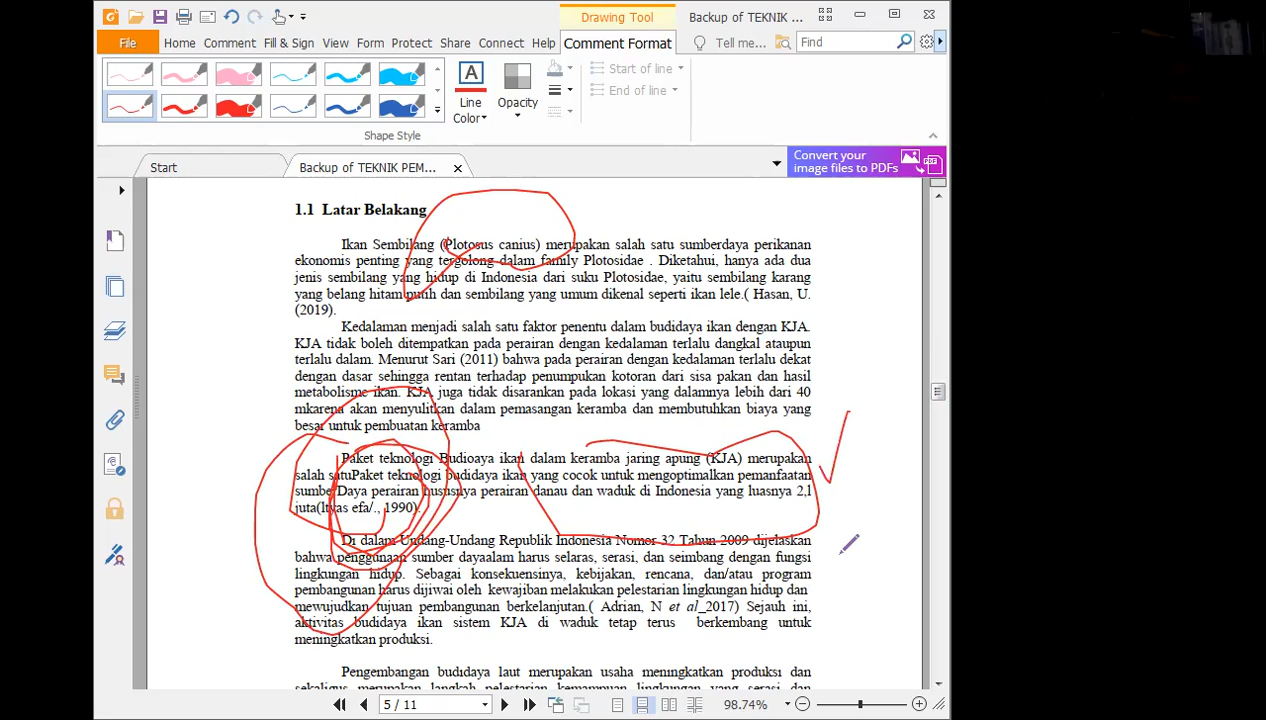 Drawing Tool
Backup of TEKNIK ...
File Home Comment Fill & Sign View Form Protect Share Connect Help Comment Format Tell me... Find
Line Color
Opacity
Start of line
End of line
Shape Style
Start
Backup of TEKNIK PEM...
Convert your
image files to PDFs
1.1 Latar Belakang
Ikan Sembilang (Plotosus canius) merupakan salah satu sumberdaya perikanan
ekonomis penting yang tergolong dalam family Plotosidae . Diketahui, hanya ada dua
jenis sembilang yang hidup di Indonesia dari suku Plotosidae, yaitu sembilang karang
yang belang hitam putih dan sembilang yang umum dikenal seperti ikan lele.( Hasan, U.
(2019).
Kedalaman menjadi salah satu faktor penentu dalam budidaya ikan dengan KJA.
KJA tidak boleh ditempatkan pada perairan dengan kedalaman terlalu dangkal ataupun
terlalu dalam. Menurut Sari (2011) bahwa pada perairan dengan kedalaman terlalu dekat
dengan dasar sehingga rentan terhadap penumpukan kotoran dari sisa pakan dan hasil
metabolisme ikan. KJA juga tidak disarankan pada lokasi yang dalamnya lebih dari 40
mkarena akan menyulitkan dalam pemasangan keramba dan membutuhkan biaya yang
besar untuk pembuatan keramba
Paket teknologi ikan dalam keramba jaring apung (KJA) merupakan
salah satuPaket teknologi budidaya ikan yang cocok untuk mengoptimalkan pemanfaatan
sumbe Daya perairan perairan danau dan waduk di Indonesia yang luasnya 2,l
efa/., 1990).
Di dalam Undang-Undang Republik Indonesia Nomor 32 Tahun 2009 dijelaskan
bahwa penggunaan sumber dayaalam harus selaras, serasi, dan seimbang dengan fungsi
lingkungan hidup. Sebagai konsekuensinya, kebijakan, rencana, dan/atau program
pembangunan harus dijiwai oleh kewajiban melakukan pelestarian lingkungan hidup dan
mewujudkan tujuan pembangunan berkelanjutan.( Adrian, N et al_2017) Sejauh ini,
aktivitas budidaya ikan sistem KJA di waduk tetap terus berkembang untuk
meningkatkan produksi.
Pengembangan budidaya laut merupakan usaha meningkatkan produksi dan
sekaligus merupakan langkah pelestarian kemampuan lingkungan yang serasi dan
5 / 11
98.74%